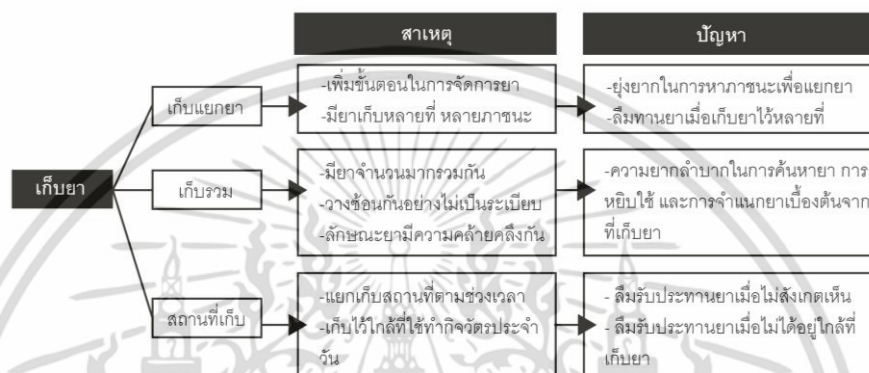 สาเหตุ
ปัญหา
เก็บยา
เก็บแยกยา
-เพิ่มขั้นตอนในการจัดการยา
-มียาเก็บหลายที่ หลายภาชนะ
-ยุ่งยากในการหาภาชนะเพื่อแยกยา
-ลืมทานยาเมื่อเก็บยาไว้หลายที่
เก็บรวม
-มียาจำนวนมากรวมกัน
-วางซ้อนกันอย่างไม่เป็นระเบียบ
-ลักษณะยามีความคล้ายคลึงกัน
-ความยากลำบากในการค้นหายา การ
หยิบใช้ และการจำแนกยาเบื้องต้นจาก
ที่เก็บยา
สถานที่เก็บ
-แยกเก็บสถานที่ตามช่วงเวลา
-เก็บไว้ใกล้ที่ใช้ทำกิจวัตรประจำ
วัน
- ลืมรับประทานยาเมื่อไม่สังเกตเห็น
- ลืมรับประทานยาเมื่อไม่ได้อยู่ใกล้ที่
เก็บยา